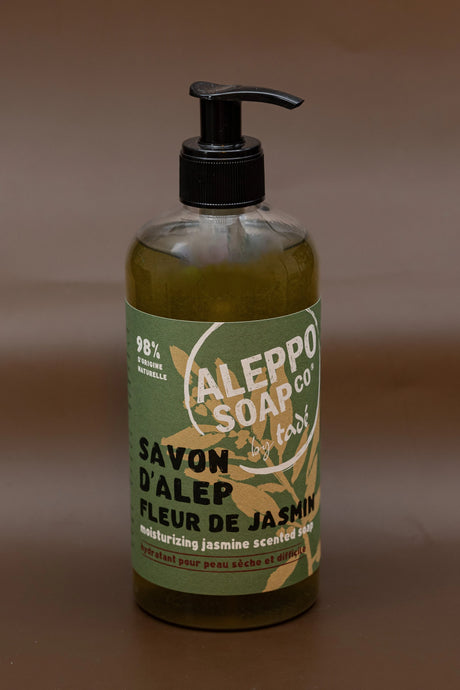 98%
D'ORIGINE
NATURELLE
ALEPPO
SOAP CO®
by tadé
SAVON
D'ALEP
FLEUR DE JASMIN
moisturizing jasmine scented soap
hydratant pour peau sèche et difficile